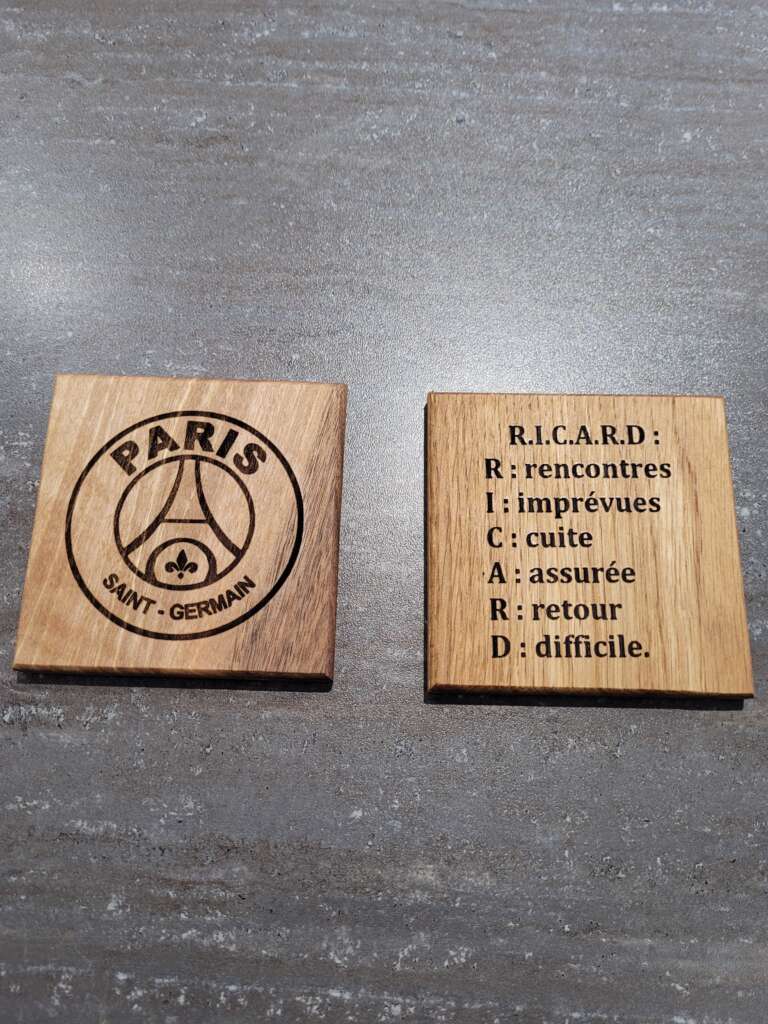 PARIS
SAINT - GERMAIN
R.I.C.A.R.D :
R : rencontres
I : imprévues
C : cuite
A : assurée
R : retour
D : difficile.